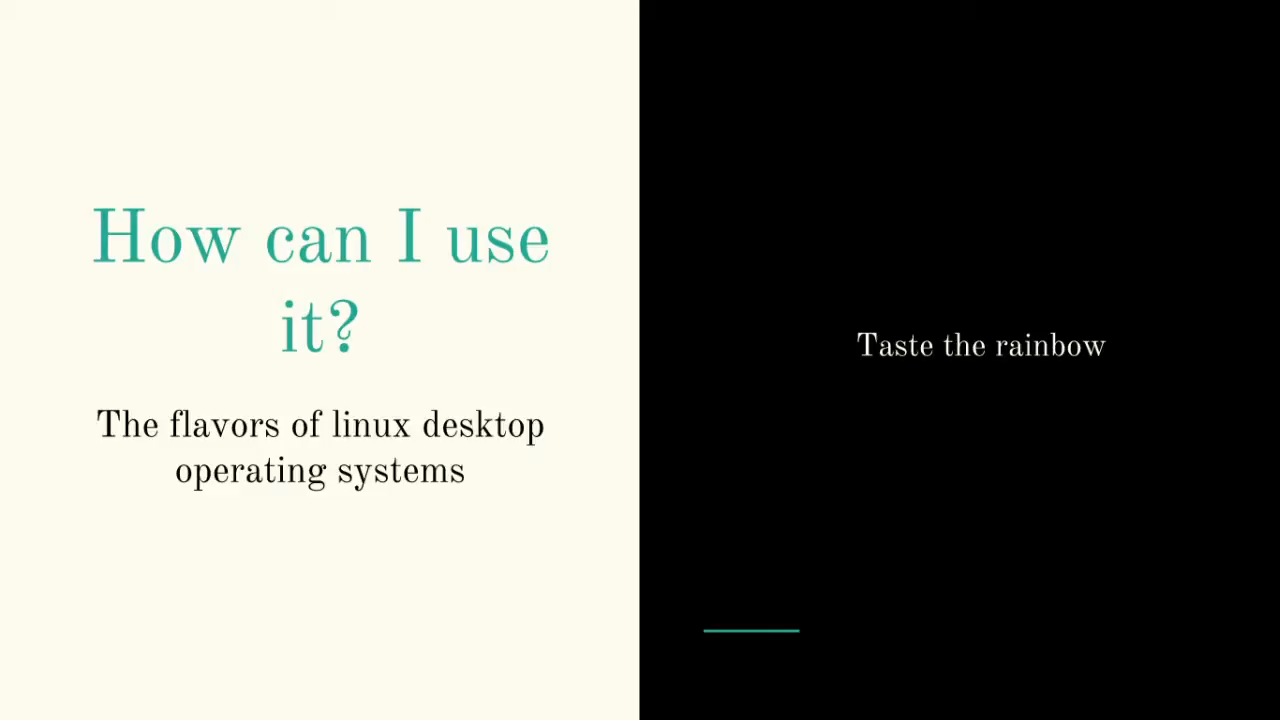 How can I use
it?
The flavors of linux desktop
operating systems
Taste the rainbow